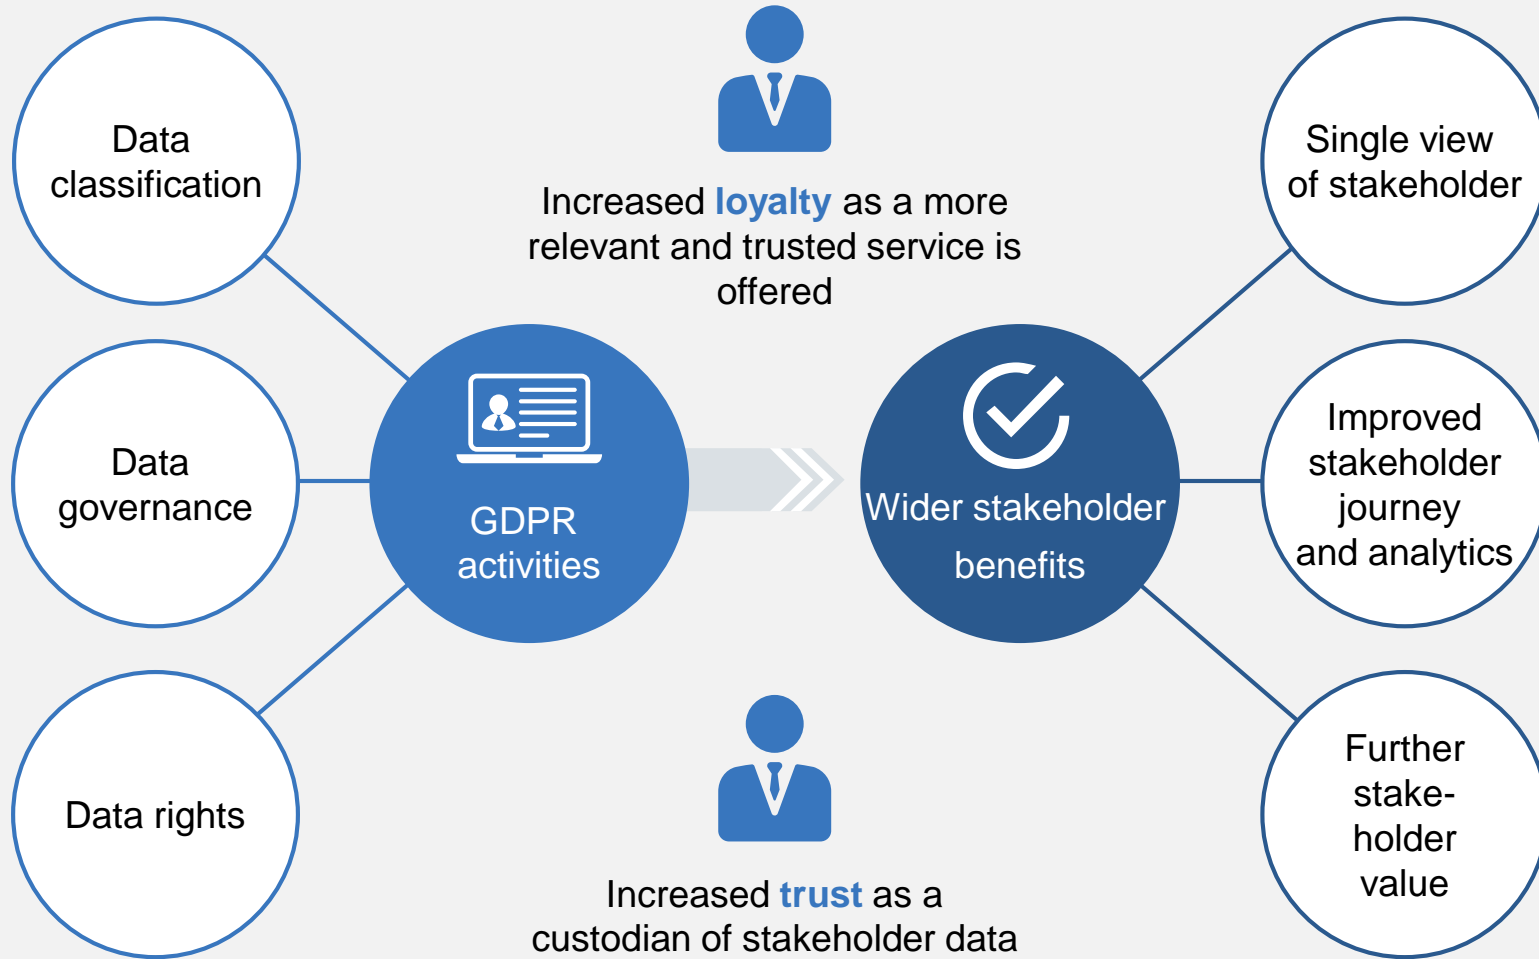 Data
classification
Data
governance
Data rights
Increased loyalty as a more
relevant and trusted service is
offered
GDPR
activities
Wider stakeholder
benefits
Increased trust as a
custodian of stakeholder data
Single view
of stakeholder
Improved
stakeholder
journey
and analytics
Further
stake-
holder
value